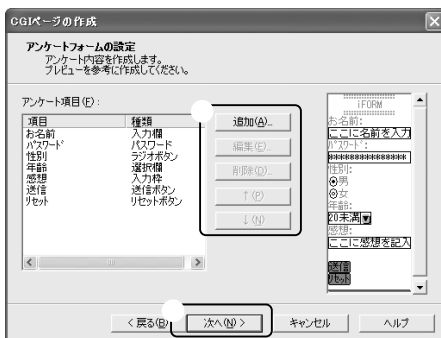 CGIページの作成
アンケートフォームの設定
アンケート内容を作成します。
プレビューを参考に作成してください。
アンケート項目(E):
項目 種類
お名前 入力欄
パスワード パスワード
性別 ラジオボタン
年齢 選択欄
感想 入力枠
送信 送信ボタン
リセット リセットボタン
追加(A)...
編集(E)...
削除(D)...
↑(P)
↓(N)
iFORM
お名前:
ここに名前を入力
パスワード:
****************
性別:
男
女
年齢:
20未満
感想:
ここに感想を記入
送信
リセット
< 戻る(B)
次へ(N) >
キャンセル
ヘルプ